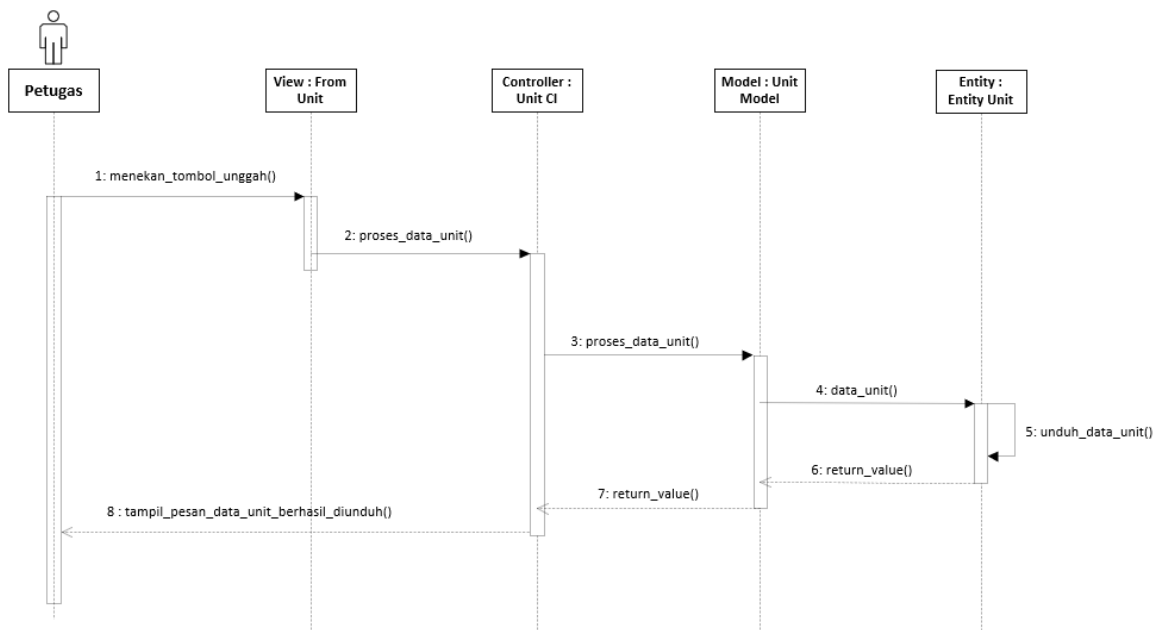 Petugas
View : From
Unit
Controller :
Unit CI
Model : Unit
Model
Entity :
Entity Unit
1: menekan_tombol_unggah()
2: proses_data_unit()
3: proses_data_unit()
4: data_unit()
5: unduh_data_unit()
6: return_value()
7: return_value()
8 : tampil_pesan_data_unit_berhasil_diunduh()